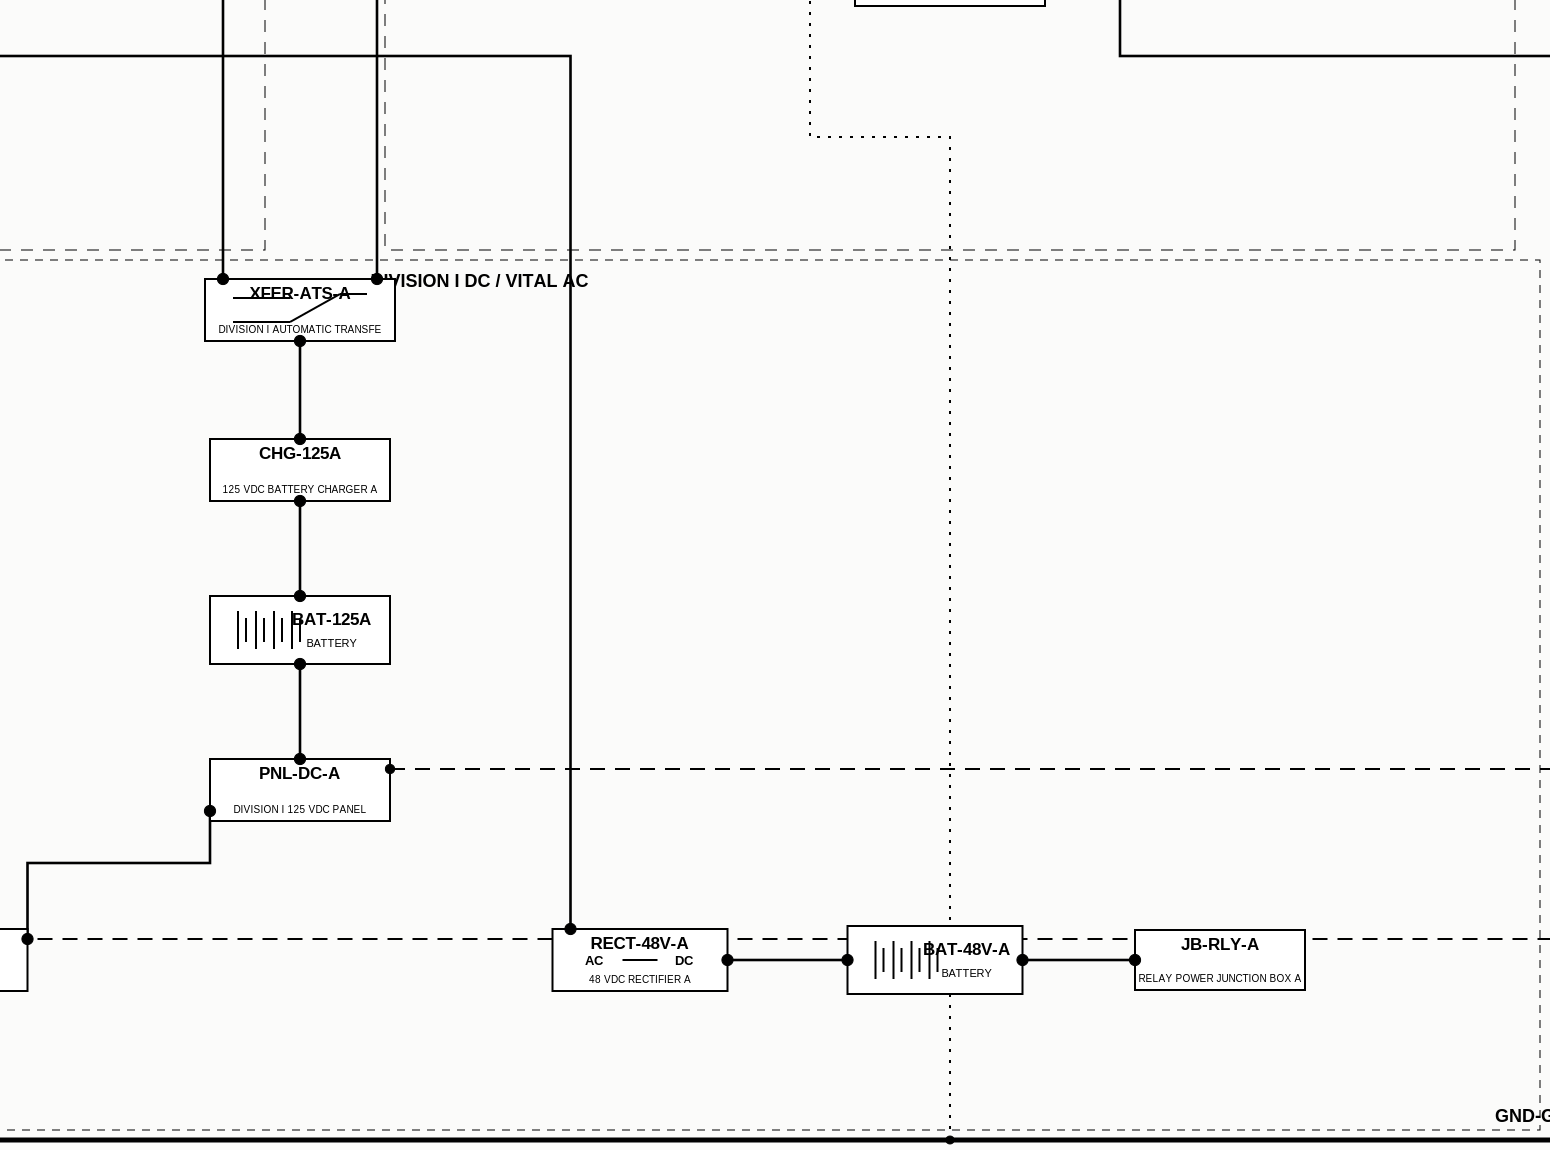 IVISION I DC / VITAL AC
XFER-ATS-A
DIVISION I AUTOMATIC TRANSFE
CHG-125A
125 VDC BATTERY CHARGER A
BAT-125A
BATTERY
PNL-DC-A
DIVISION I 125 VDC PANEL
RECT-48V-A
AC DC
48 VDC RECTIFIER A
BAT-48V-A
BATTERY
JB-RLY-A
RELAY POWER JUNCTION BOX A
GND-G